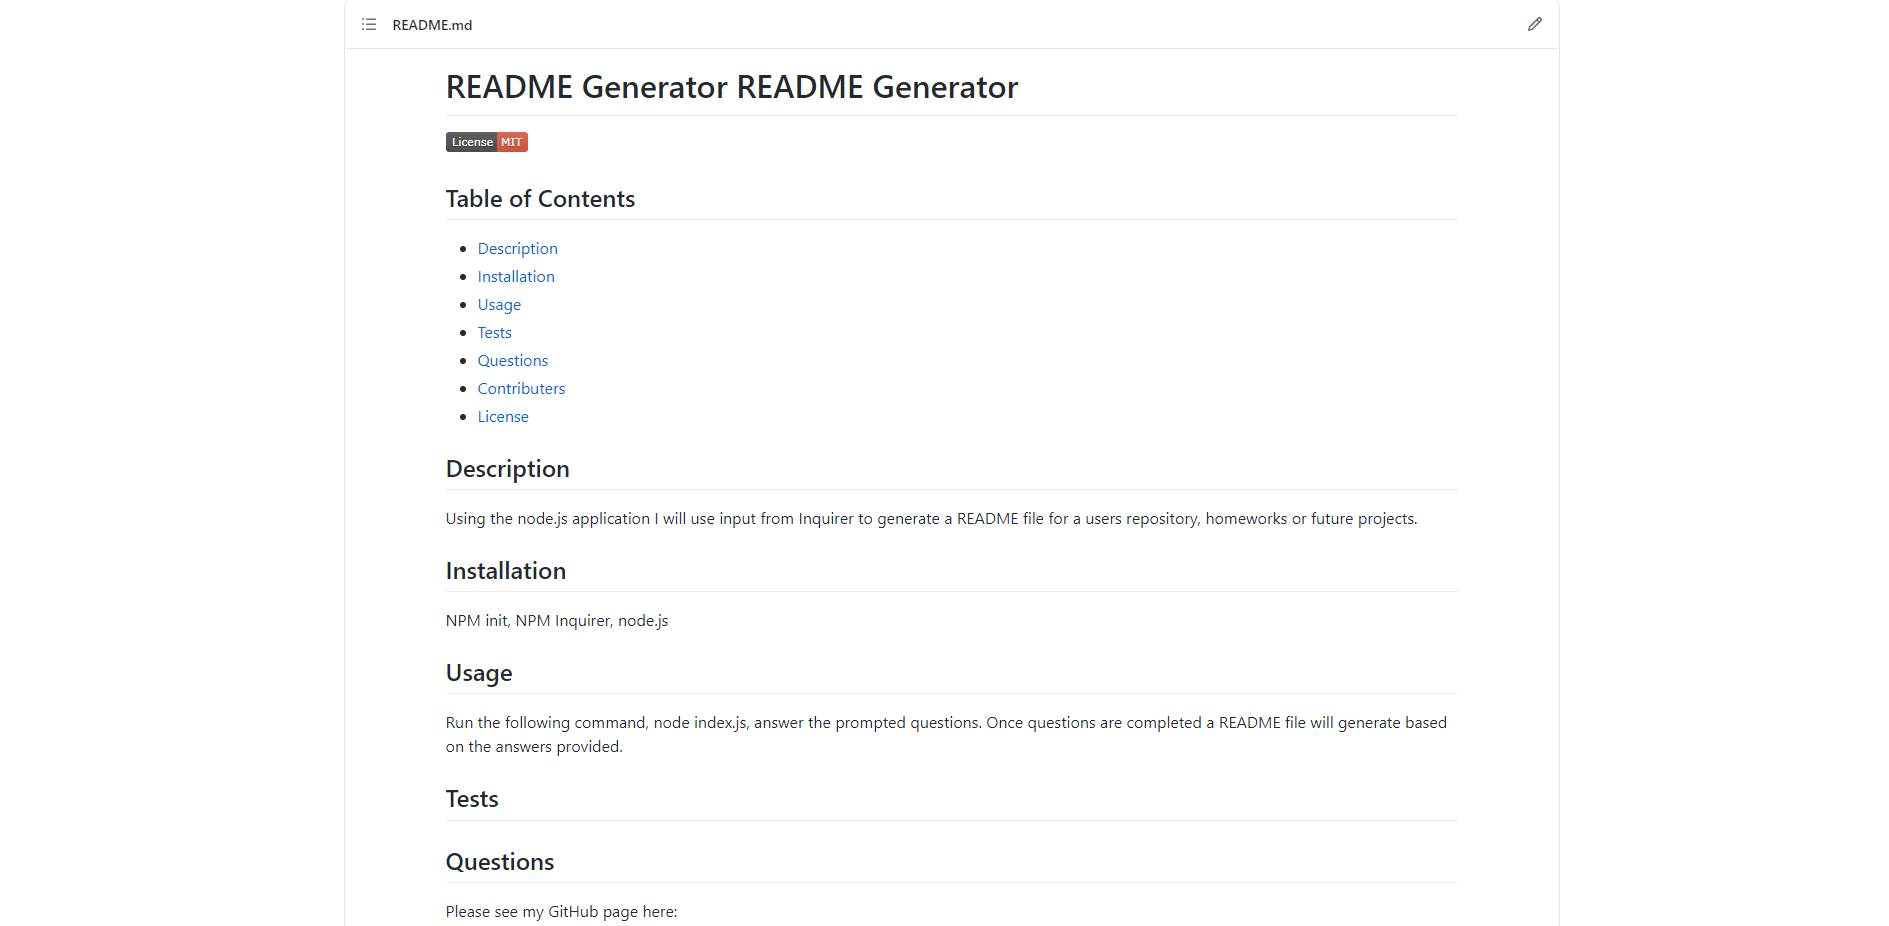 README.md
README Generator README Generator
License MIT
Table of Contents
Description
Installation
Usage
Tests
Questions
Contributers
License
Description
Using the node.js application I will use input from Inquirer to generate a README file for a users repository, homeworks or future projects.
Installation
NPM init, NPM Inquirer, node.js
Usage
Run the following command, node index.js, answer the prompted questions. Once questions are completed a README file will generate based
on the answers provided.
Tests
Questions
Please see my GitHub page here: